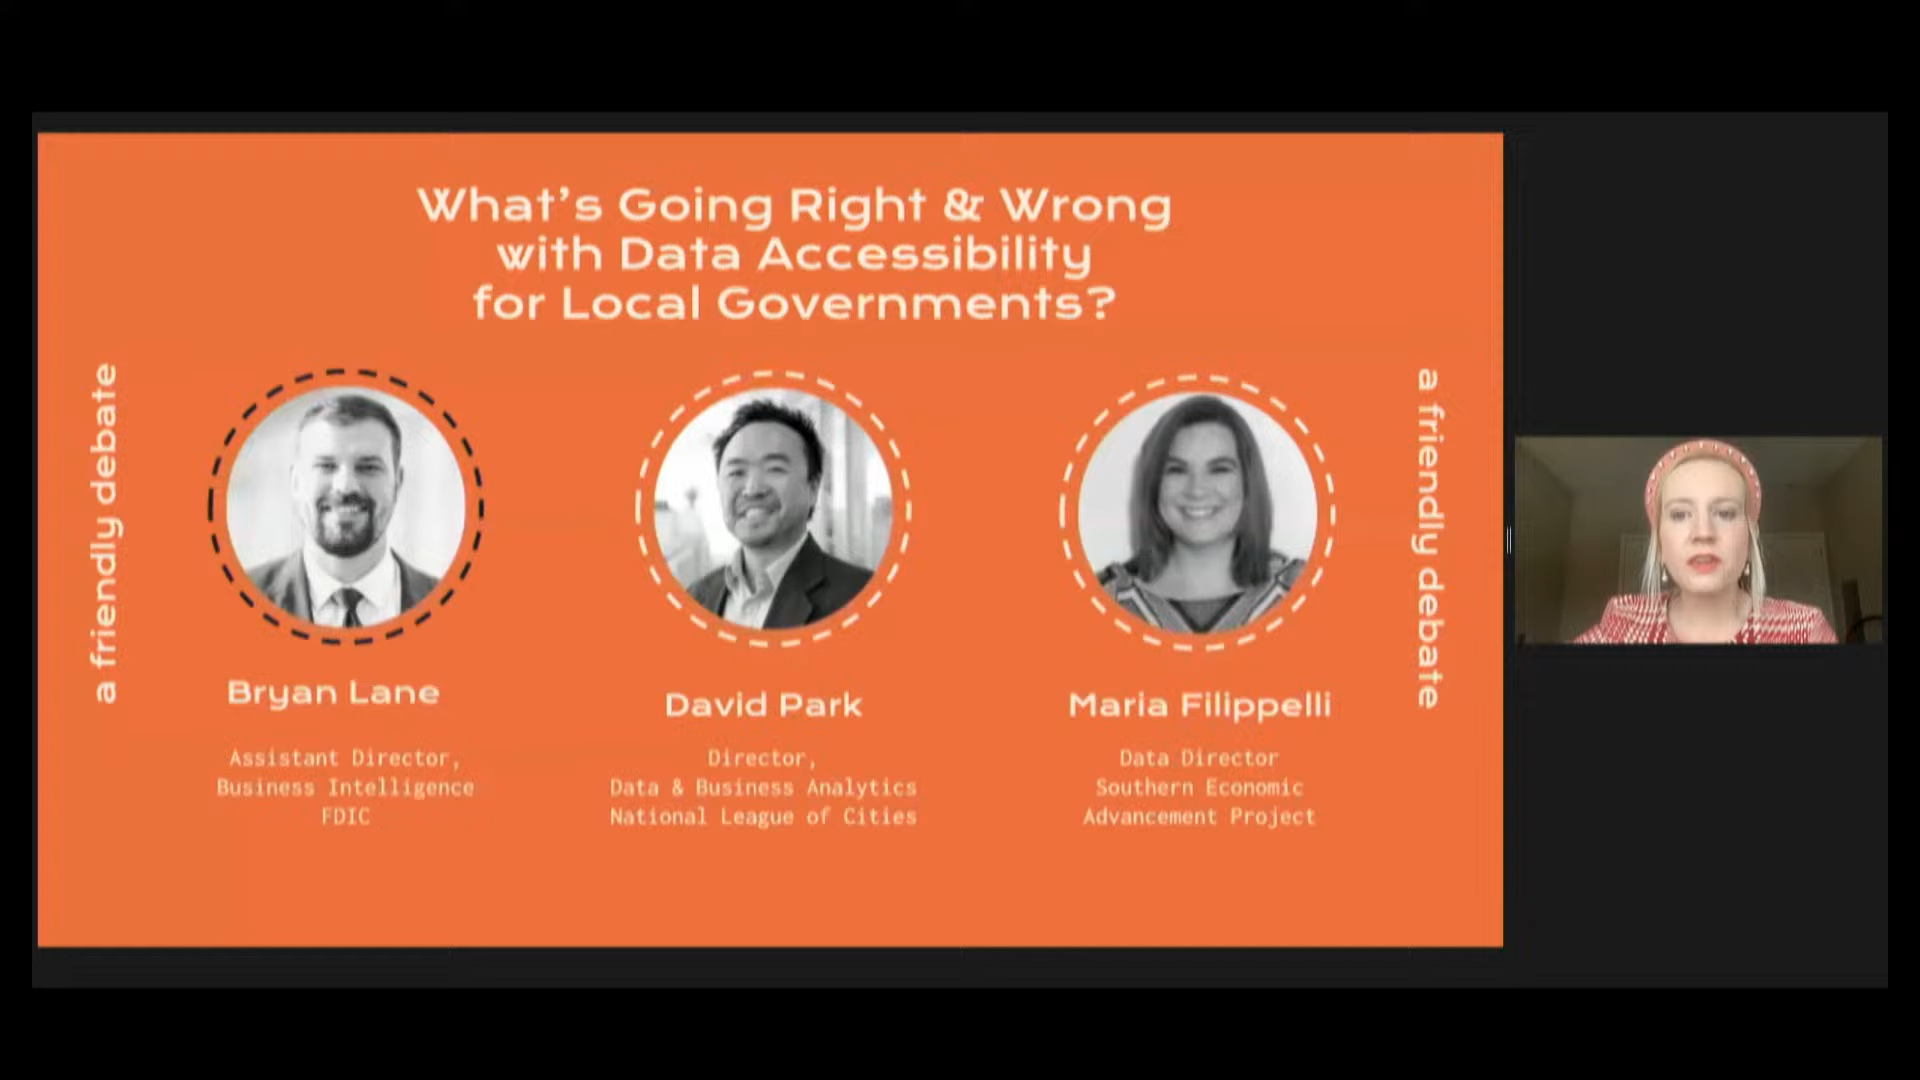 What's Going Right & Wrong
with Data Accessibility
for Local Governments?
a friendly debate
a friendly debate
Bryan Lane
Assistant Director,
Business Intelligence
FDIC
David Park
Director,
Data & Business Analytics
National League of Cities
Maria Filippelli
Data Director
Southern Economic
Advancement Project